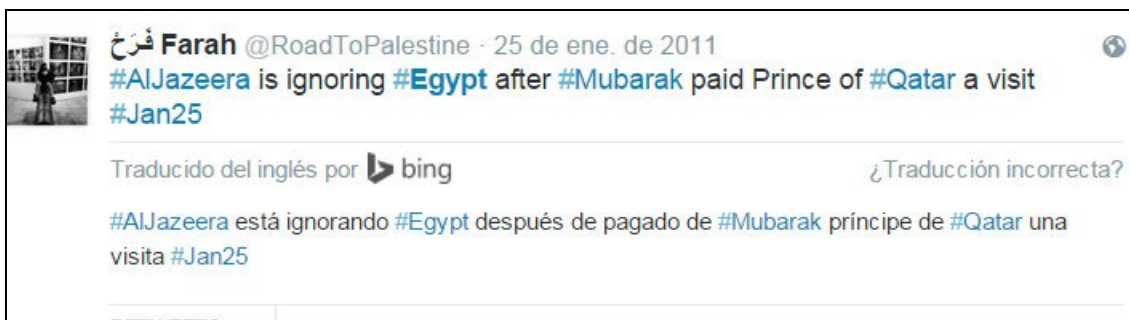 فَرَحْ Farah @RoadToPalestine · 25 de ene. de 2011
#AlJazeera is ignoring #Egypt after #Mubarak paid Prince of #Qatar a visit
#Jan25
Traducido del inglés por bing ¿Traducción incorrecta?
#AlJazeera está ignorando #Egypt después de pagado de #Mubarak príncipe de #Qatar una
visita #Jan25